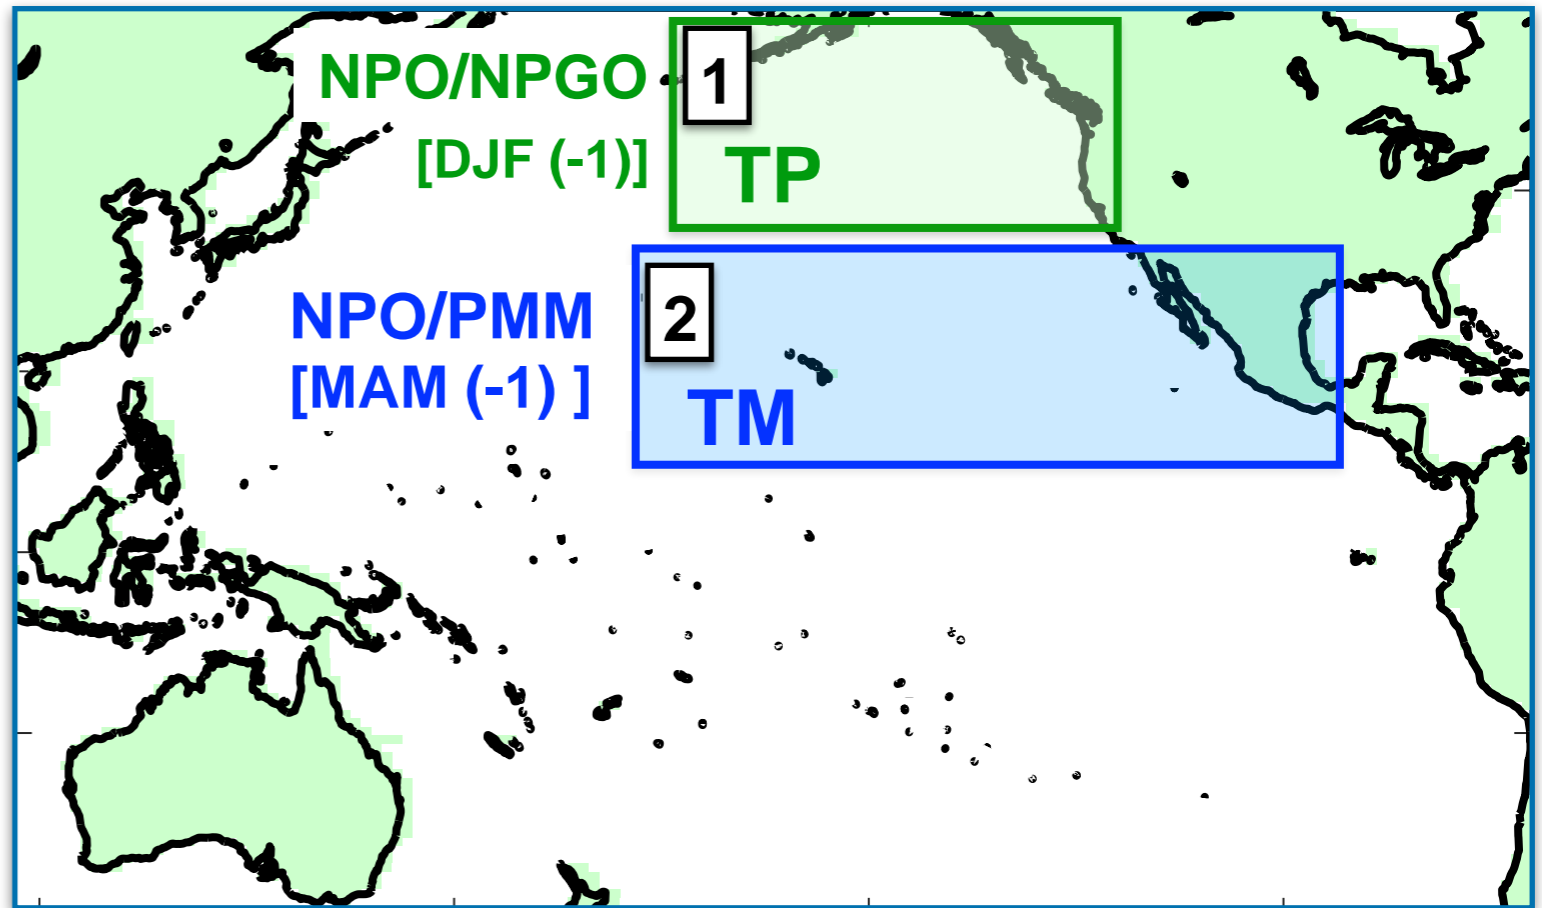 NPO/NPGO
[DJF (-1)]
1
TP
NPO/PMM
[MAM (-1) ]
2
TM